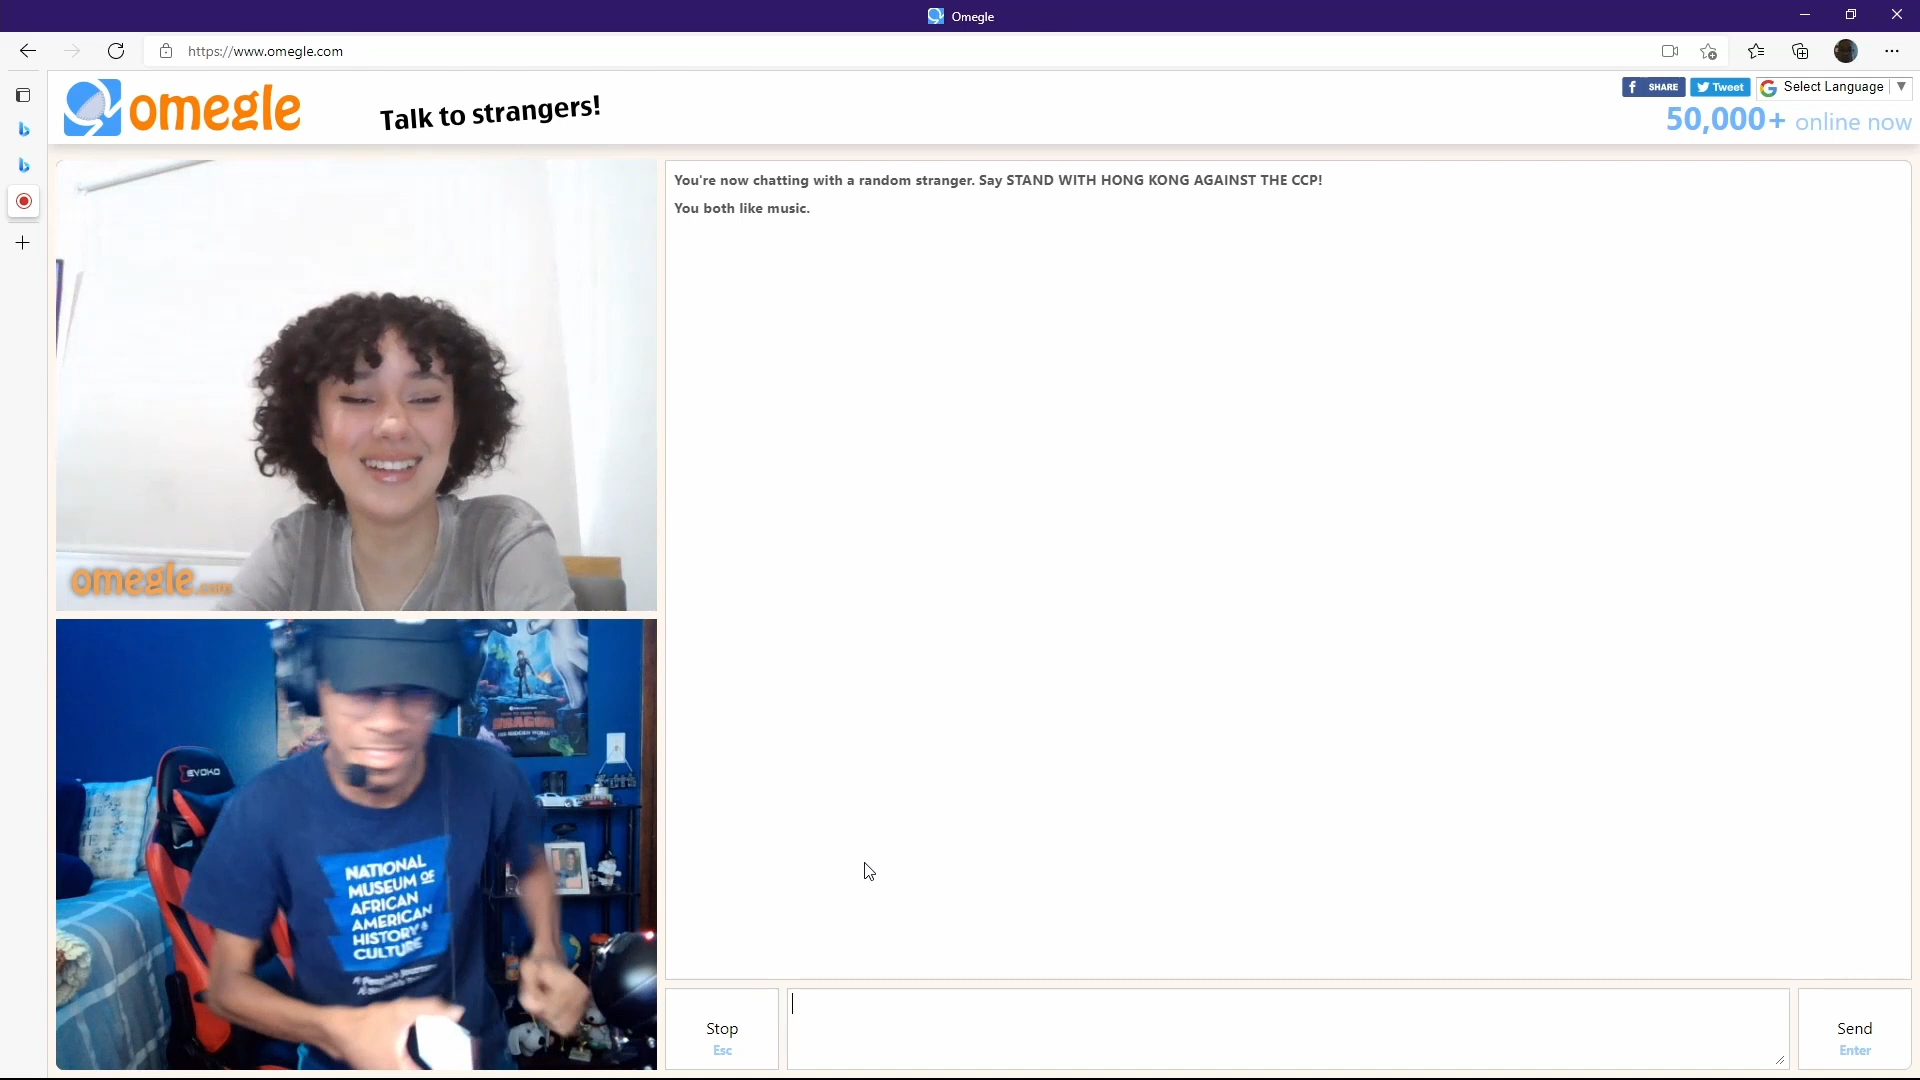 Omegle
https://www.omegle.com
omegle
Talk to strangers!
SHARE
Tweet
Select Language
50,000+ online now
You're now chatting with a random stranger. Say STAND WITH HONG KONG AGAINST THE CCP!
You both like music.
omegle.com
DRAGON
EVOKO
NATIONAL
MUSEUM OF
AFRICAN
AMERICAN
HISTORY &
CULTURE
Stop
Esc
Send
Enter